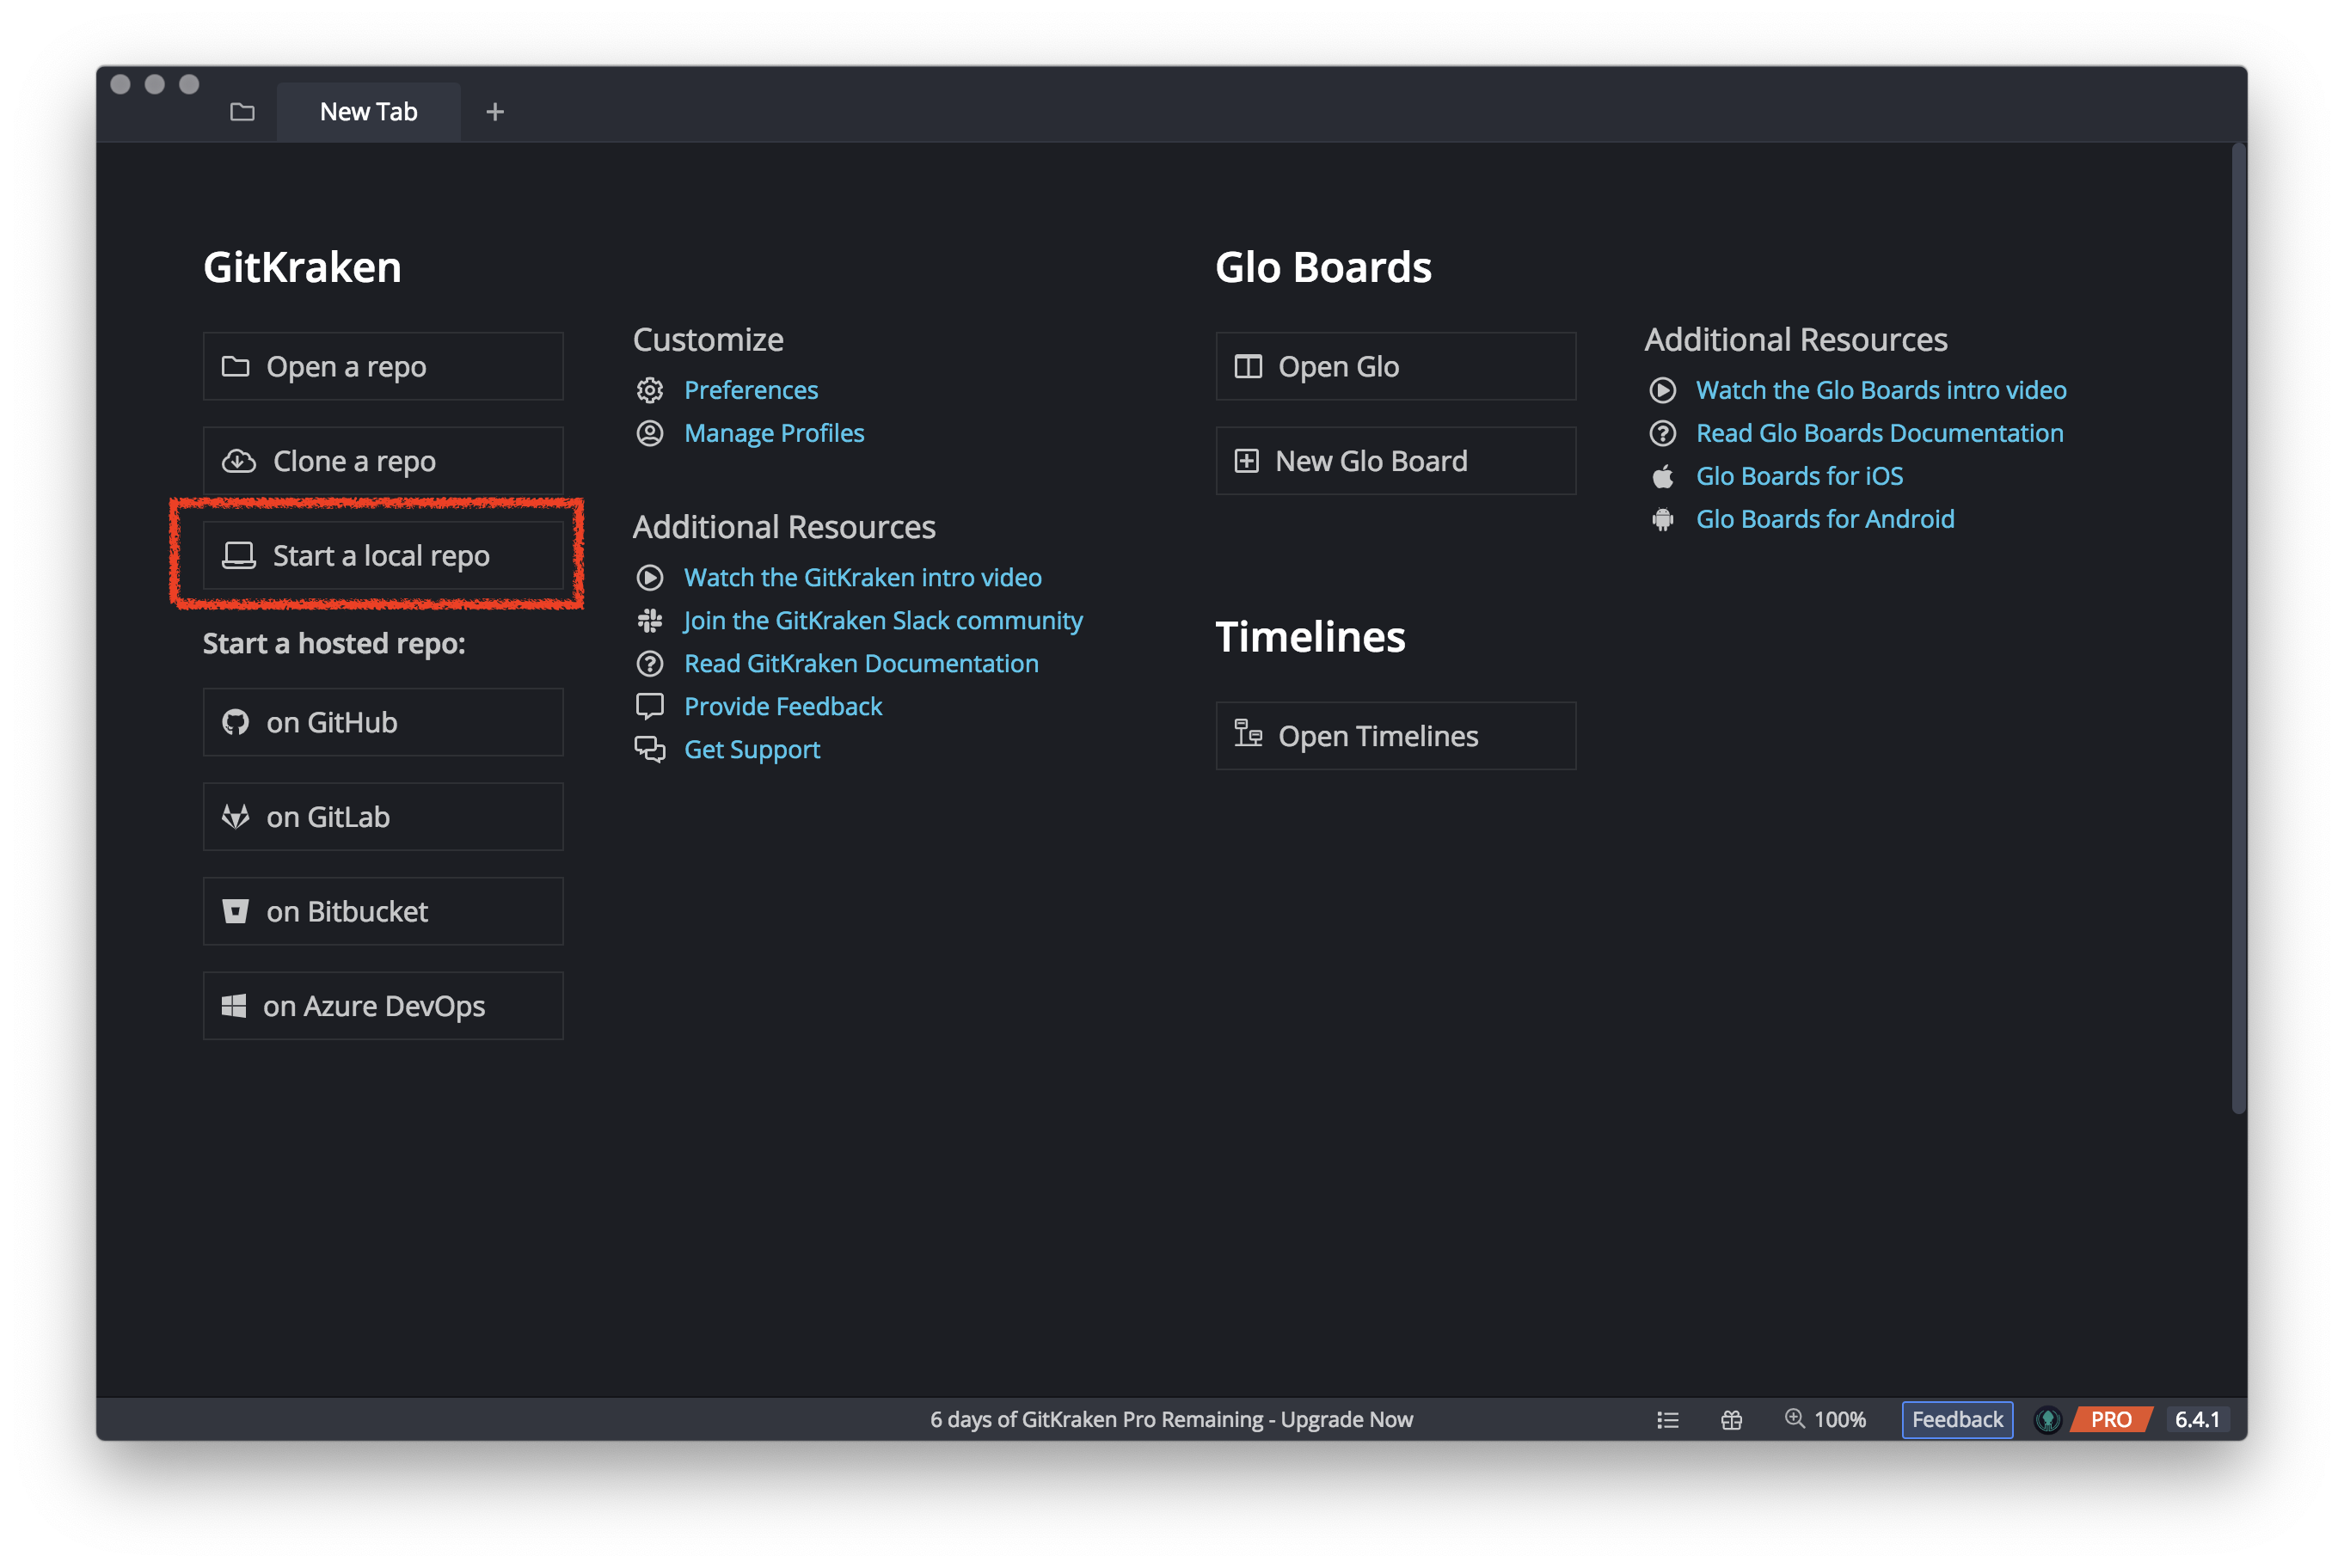 New Tab
GitKraken
Open a repo
Clone a repo
Start a local repo
Start a hosted repo:
on GitHub
on GitLab
on Bitbucket
on Azure DevOps
Customize
Preferences
Manage Profiles
Additional Resources
Watch the GitKraken intro video
Join the GitKraken Slack community
Read GitKraken Documentation
Provide Feedback
Get Support
Glo Boards
Open Glo
New Glo Board
Additional Resources
Watch the Glo Boards intro video
Read Glo Boards Documentation
Glo Boards for iOS
Glo Boards for Android
Timelines
Open Timelines
6 days of GitKraken Pro Remaining - Upgrade Now
100%
Feedback
PRO
6.4.1